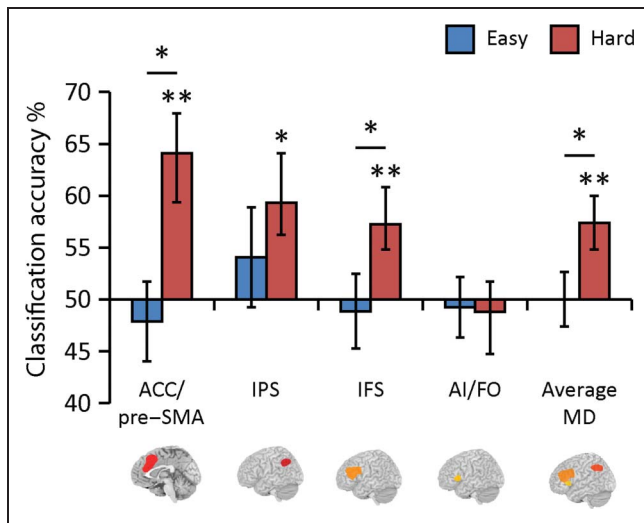 Easy Hard
Classification accuracy %
70
65
60
55
50
45
40
*
**
*
*
**
*
**
ACC/
pre–SMA
IPS
IFS
AI/FO
Average
MD